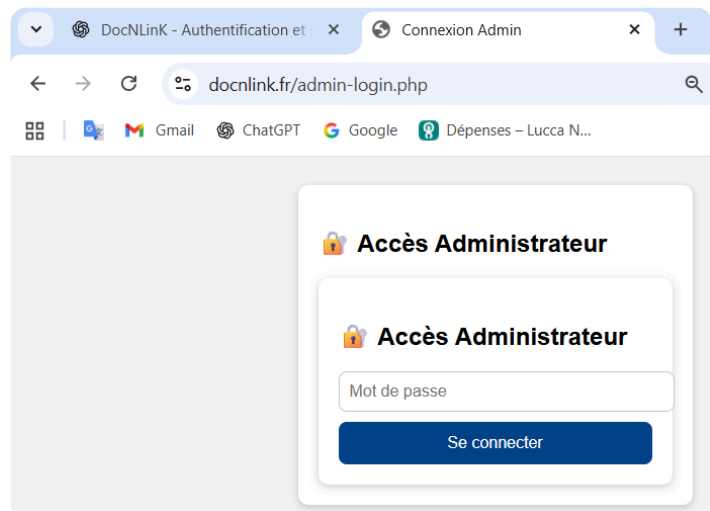 DocNLinK - Authentification et
Connexion Admin
docnlink.fr/admin-login.php
Gmail
ChatGPT
Google
Dépenses – Lucca N...
🔐 Accès Administrateur
🔐 Accès Administrateur
Mot de passe
Se connecter